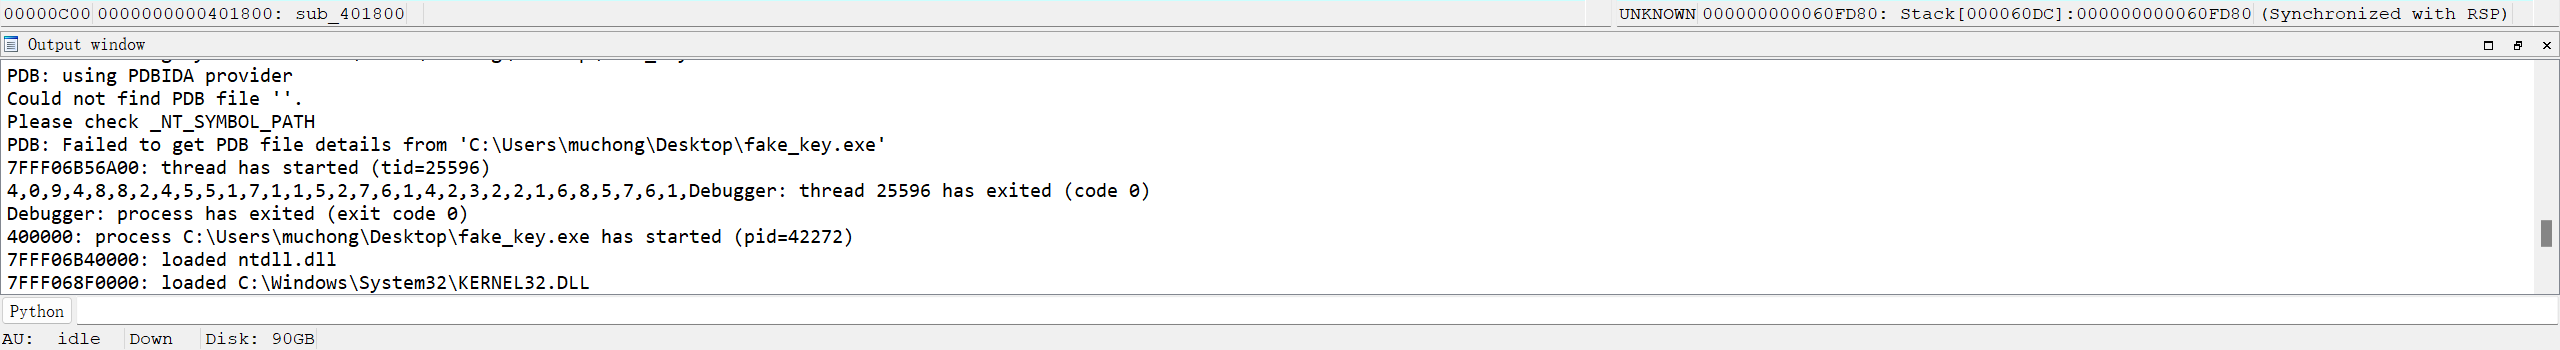 00000C00 0000000000401800: sub_401800
UNKNOWN 000000000060FD80: Stack[000060DC]:000000000060FD80 (Synchronized with RSP)
Output window
PDB: using PDBIDA provider
Could not find PDB file ''.
Please check _NT_SYMBOL_PATH
PDB: Failed to get PDB file details from 'C:\Users\muchong\Desktop\fake_key.exe'
7FFF06B56A00: thread has started (tid=25596)
4,0,9,4,8,8,2,4,5,5,1,7,1,1,5,2,7,6,1,4,2,3,2,2,1,6,8,5,7,6,1,Debugger: thread 25596 has exited (code 0)
Debugger: process has exited (exit code 0)
400000: process C:\Users\muchong\Desktop\fake_key.exe has started (pid=42272)
7FFF06B40000: loaded ntdll.dll
7FFF068F0000: loaded C:\Windows\System32\KERNEL32.DLL
Python
AU: idle Down Disk: 90GB